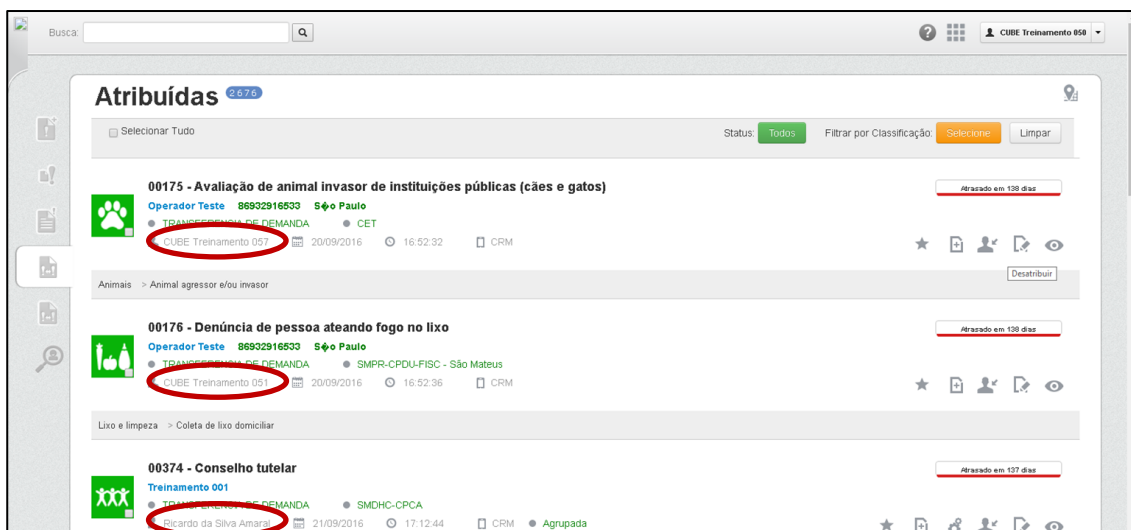 Busca:
CUBE Treinamento 050
Atribuídas 2676
Selecionar Tudo
Status: Todos Filtrar por Classificação: Selecione Limpar
00175 - Avaliação de animal invasor de instituições públicas (cães e gatos)
Atrasado em 138 dias
Operador Teste 86932916533 S�o Paulo
TRANSFERENCIA DE DEMANDA CET
CUBE Treinamento 057 20/09/2016 16:52:32 CRM
Desatribuir
Animais > Animal agressor e/ou invasor
00176 - Denúncia de pessoa ateando fogo no lixo
Atrasado em 138 dias
Operador Teste 86932916533 S�o Paulo
TRANSFERENCIA DE DEMANDA SMPR-CPDU-FISC - São Mateus
CUBE Treinamento 051 20/09/2016 16:52:36 CRM
Lixo e limpeza > Coleta de lixo domiciliar
00374 - Conselho tutelar
Atrasado em 137 dias
Treinamento 001
TRANSFERENCIA DE DEMANDA SMDHC-CPCA
Ricardo da Silva Amaral 21/09/2016 17:12:44 CRM Agrupada